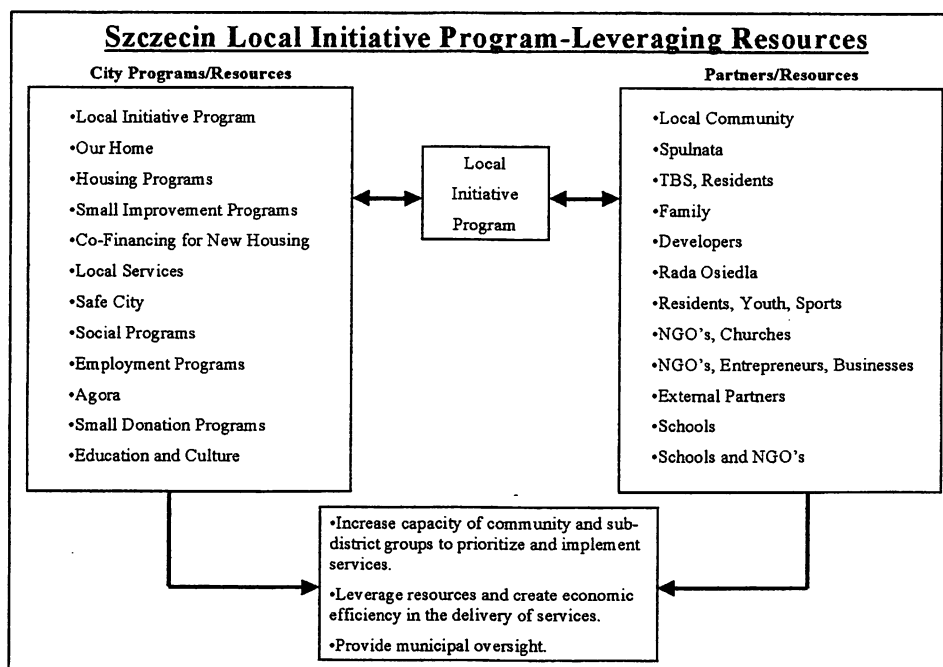 Szczecin Local Initiative Program-Leveraging Resources
City Programs/Resources
•Local Initiative Program
•Our Home
•Housing Programs
•Small Improvement Programs
•Co-Financing for New Housing
•Local Services
•Safe City
•Social Programs
•Employment Programs
•Agora
•Small Donation Programs
•Education and Culture
Local
Initiative
Program
Partners/Resources
•Local Community
•Spulnata
•TBS, Residents
•Family
•Developers
•Rada Osiedla
•Residents, Youth, Sports
•NGO's, Churches
•NGO's, Entrepreneurs, Businesses
•External Partners
•Schools
•Schools and NGO's
•Increase capacity of community and sub-
district groups to prioritize and implement
services.
•Leverage resources and create economic
efficiency in the delivery of services.
•Provide municipal oversight.